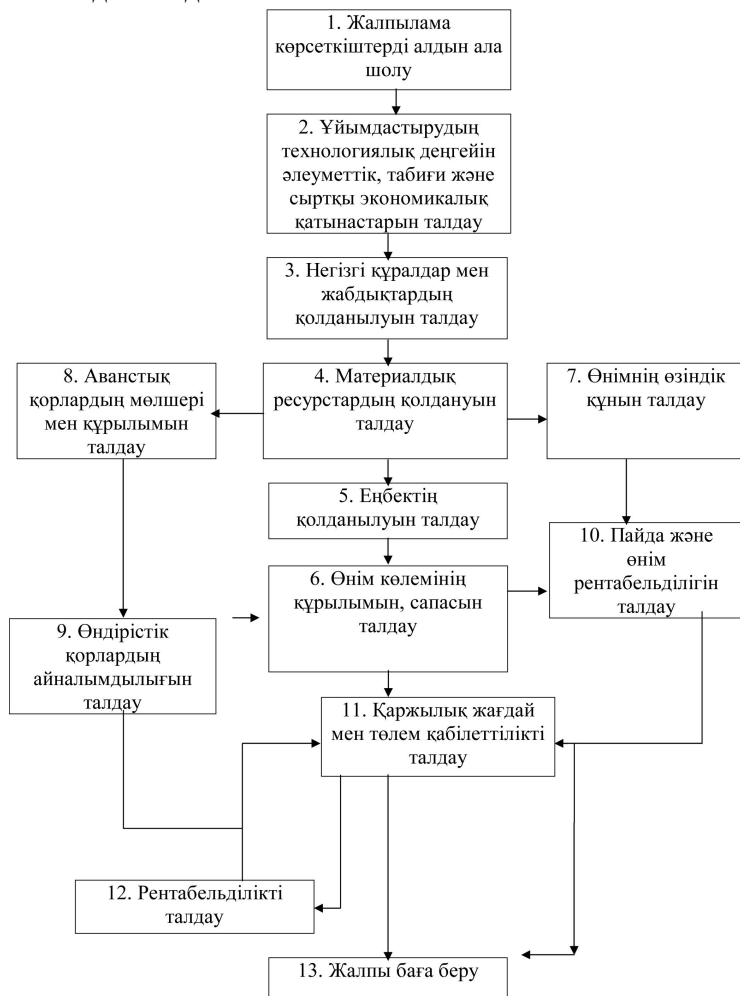 1. Жалпылама
көрсеткіштерді алдын ала
шолу
2. Ұйымдастырудың
технологиялық деңгейін
әлеуметтік, табиғи және
сыртқы экономикалық
қатынастарын талдау
3. Негізгі құралдар мен
жабдықтардың
қолданылуын талдау
8. Аванстық
қорлардың мөлшері
мен құрылымын
талдау
4. Материалдық
ресурстардың қолдануын
талдау
7. Өнімнің өзіндік
құнын талдау
5. Еңбектің
қолданылуын талдау
10. Пайда және
өнім
рентабельділігін
талдау
6. Өнім көлемінің
құрылымын, сапасын
талдау
9. Өндірістік
қорлардың
айналымдылығын
талдау
11. Қаржылық жағдай
мен төлем қабілеттілікті
талдау
12. Рентабельділікті
талдау
13. Жалпы баға беру